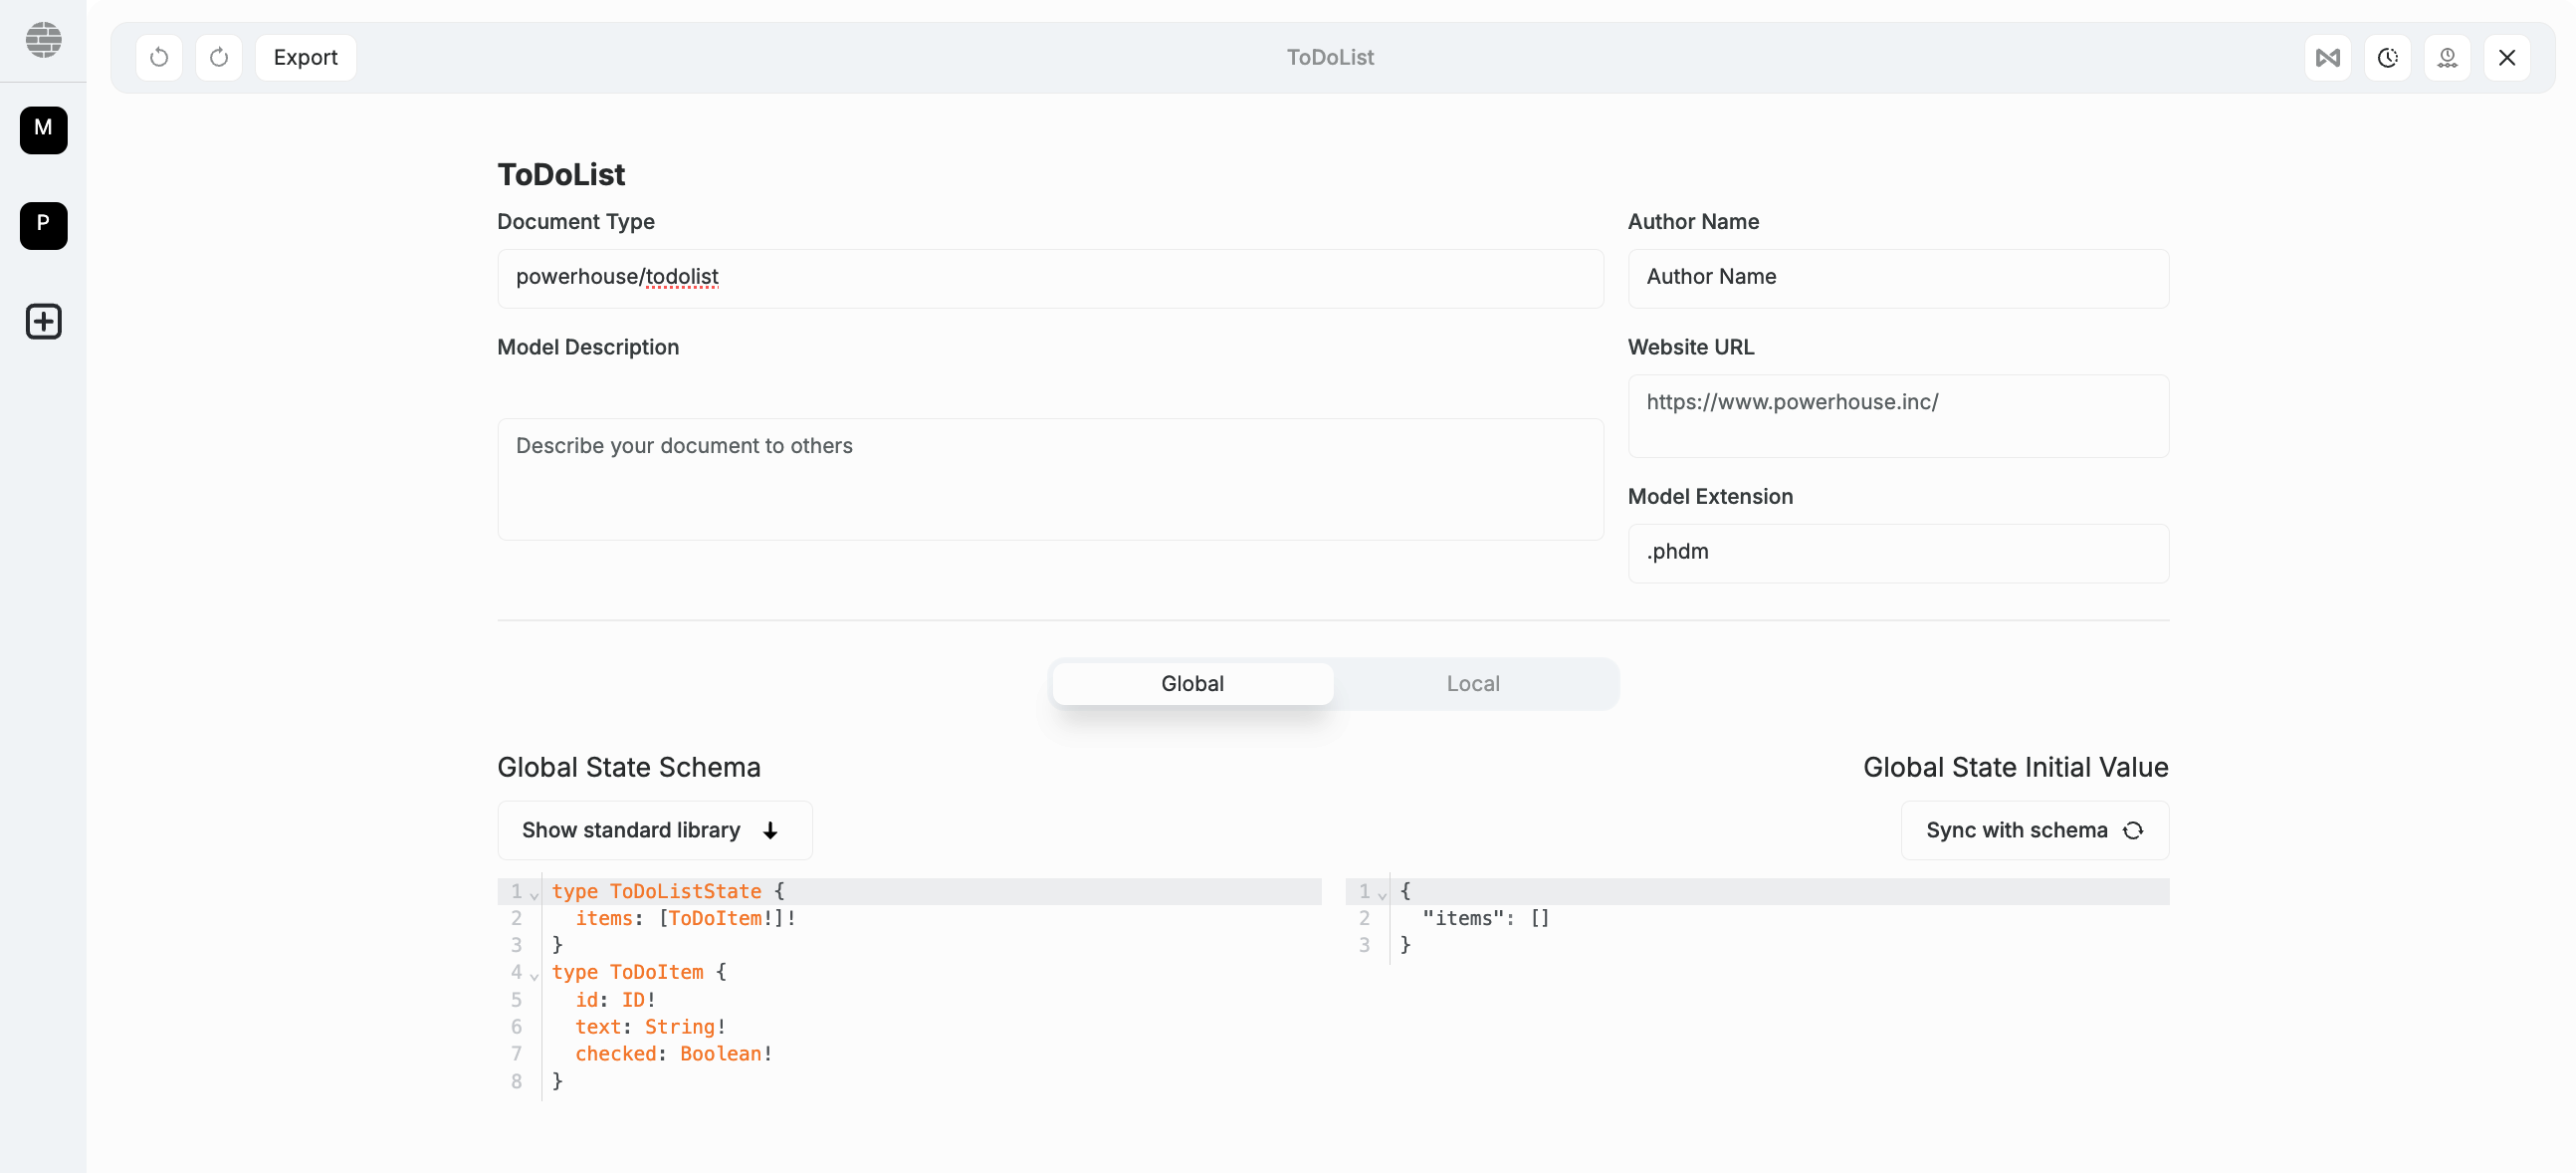 Export
ToDoList
M
P
ToDoList
Document Type
powerhouse/todolist
Author Name
Author Name
Model Description
Describe your document to others
Website URL
https://www.powerhouse.inc/
Model Extension
.phdm
Global
Local
Global State Schema
Show standard library
1 type ToDoListState {
2 items: [ToDoItem!]!
3 }
4 type ToDoItem {
5 id: ID!
6 text: String!
7 checked: Boolean!
8 }
Global State Initial Value
Sync with schema
1 {
2 "items": []
3 }